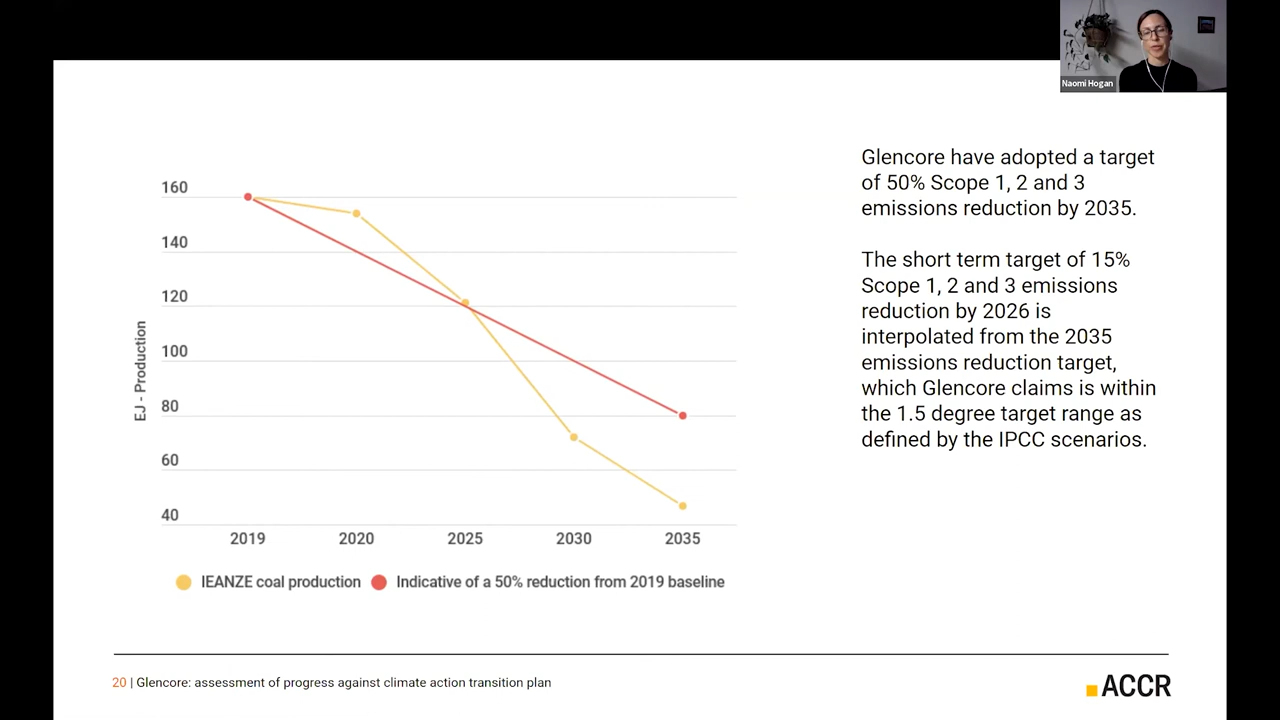 Naomi Hogan
Glencore have adopted a target
of 50% Scope 1, 2 and 3
emissions reduction by 2035.
The short term target of 15%
Scope 1, 2 and 3 emissions
reduction by 2026 is
interpolated from the 2035
emissions reduction target,
which Glencore claims is within
the 1.5 degree target range as
defined by the IPCC scenarios.
EJ - Production
160
140
120
100
80
60
40
2019 2020 2025 2030 2035
IEANZE coal production Indicative of a 50% reduction from 2019 baseline
20 | Glencore: assessment of progress against climate action transition plan
ACCR